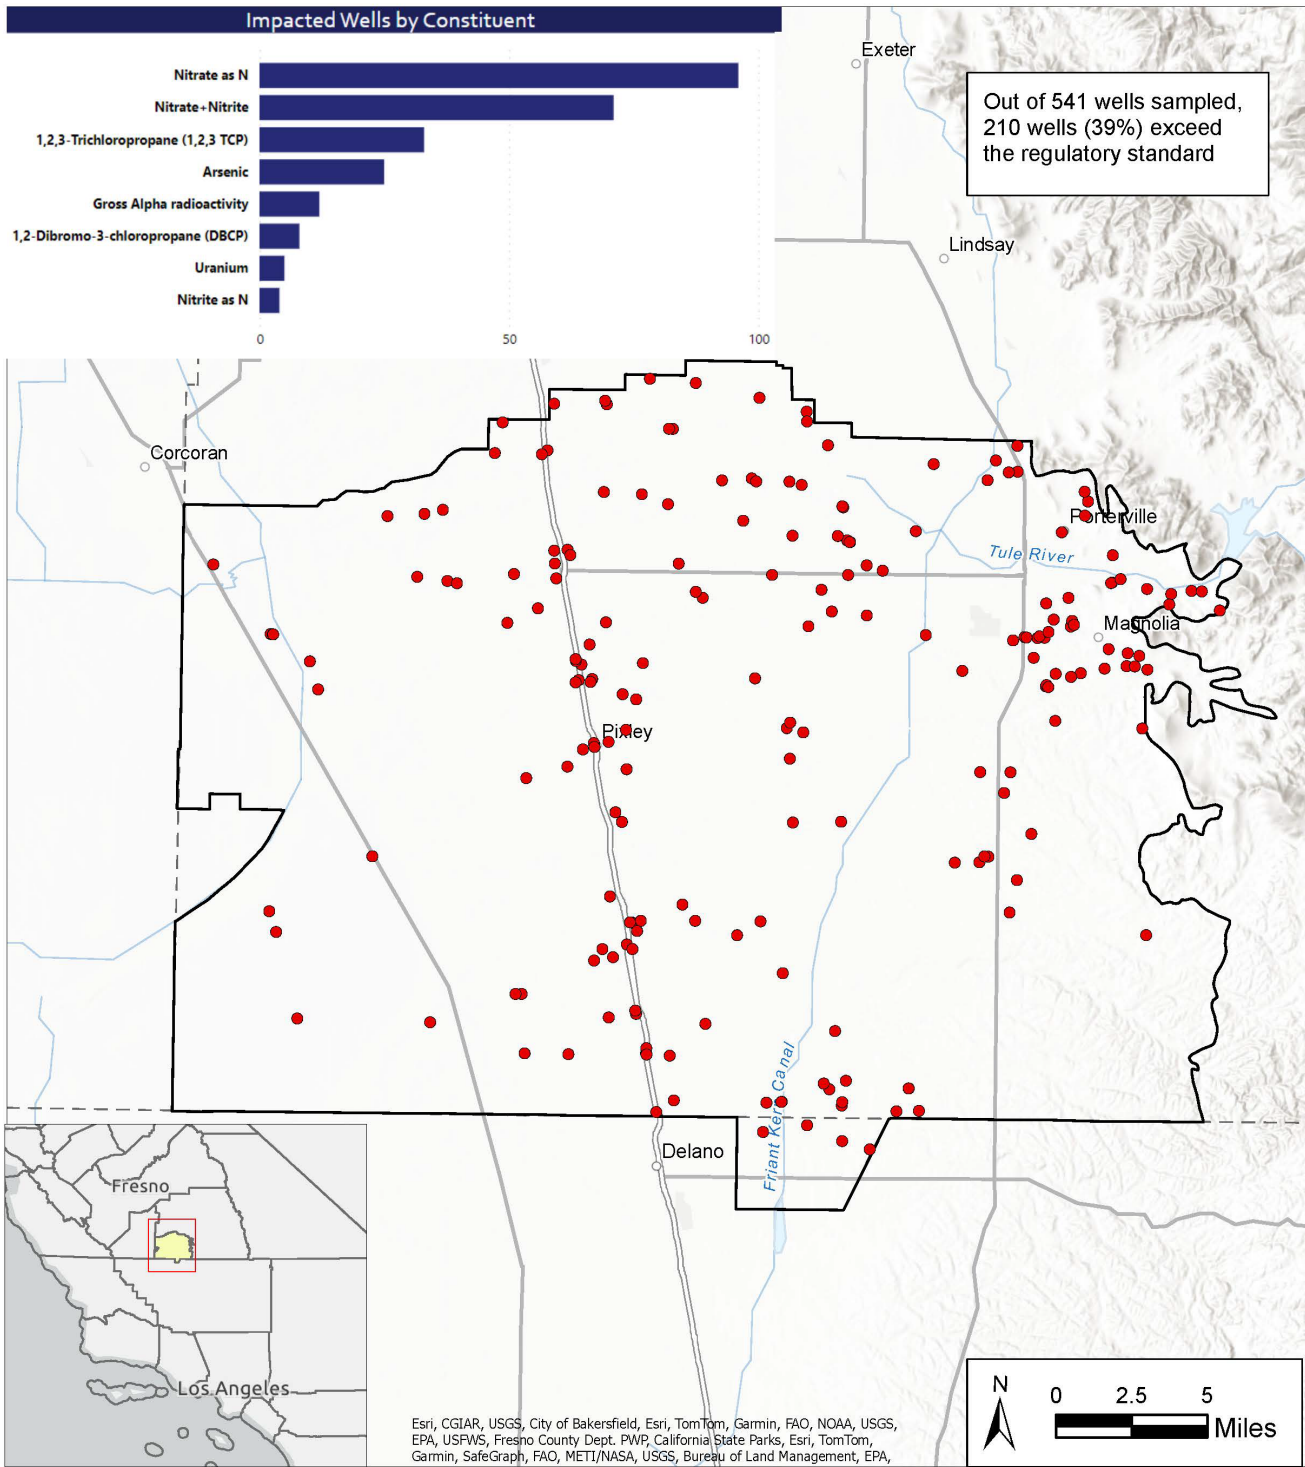 Impacted Wells by Constituent
Nitrate as N
Nitrate+Nitrite
1,2,3-Trichloropropane (1,2,3 TCP)
Arsenic
Gross Alpha radioactivity
1,2-Dibromo-3-chloropropane (DBCP)
Uranium
Nitrite as N
0 50 100
Out of 541 wells sampled,
210 wells (39%) exceed
the regulatory standard
Exeter
Lindsay
Corcoran
Porterville
Tule River
Magnolia
Pixley
Friant Kern Canal
Delano
Fresno
Los Angeles
N
0 2.5 5
Miles
Esri, CGIAR, USGS, City of Bakersfield, Esri, TomTom, Garmin, FAO, NOAA, USGS,
EPA, USFWS, Fresno County Dept. PWP, California State Parks, Esri, TomTom,
Garmin, SafeGraph, FAO, METI/NASA, USGS, Bureau of Land Management, EPA,